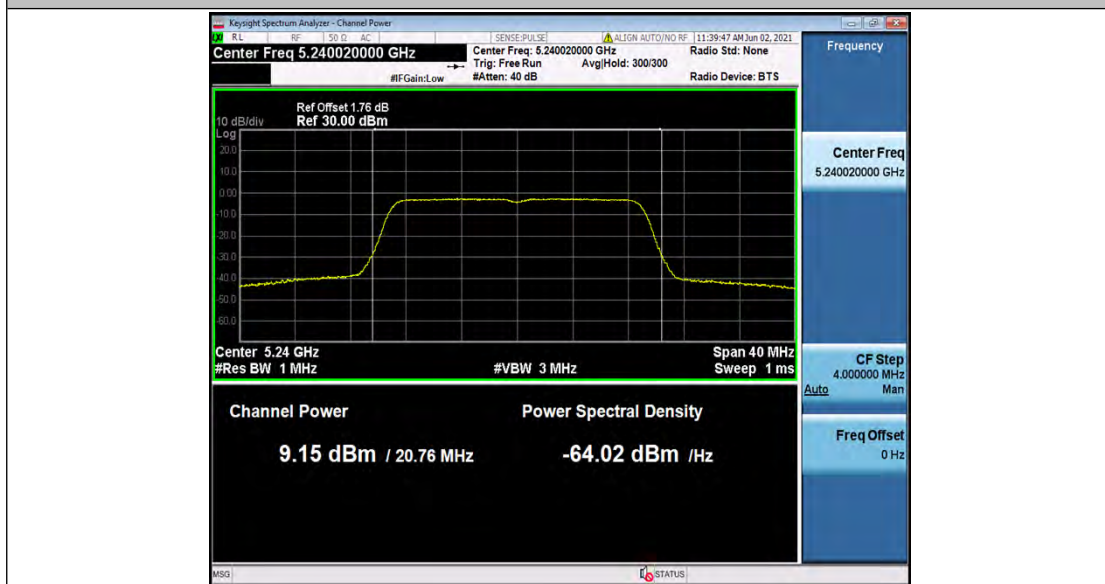 Keysight Spectrum Analyzer - Channel Power
RL RF 50 Ω AC SENSE:PULSE ALIGN AUTO/NO RF 11:39:47 AM Jun 02, 2021
Center Freq 5.240020000 GHz
Center Freq: 5.240020000 GHz
Radio Std: None
Trig: Free Run Avg|Hold: 300/300
#IFGain:Low
#Atten: 40 dB
Radio Device: BTS
Ref Offset 1.76 dB
10 dB/div Ref 30.00 dBm
Log
20.0
10.0
0.00
-10.0
-20.0
-30.0
-40.0
-50.0
-60.0
Center 5.24 GHz
Span 40 MHz
#Res BW 1 MHz
#VBW 3 MHz
Sweep 1 ms
Channel Power
Power Spectral Density
9.15 dBm / 20.76 MHz
-64.02 dBm /Hz
MSG
STATUS
Frequency
Center Freq
5.240020000 GHz
CF Step
4.000000 MHz
Auto Man
Freq Offset
0 Hz